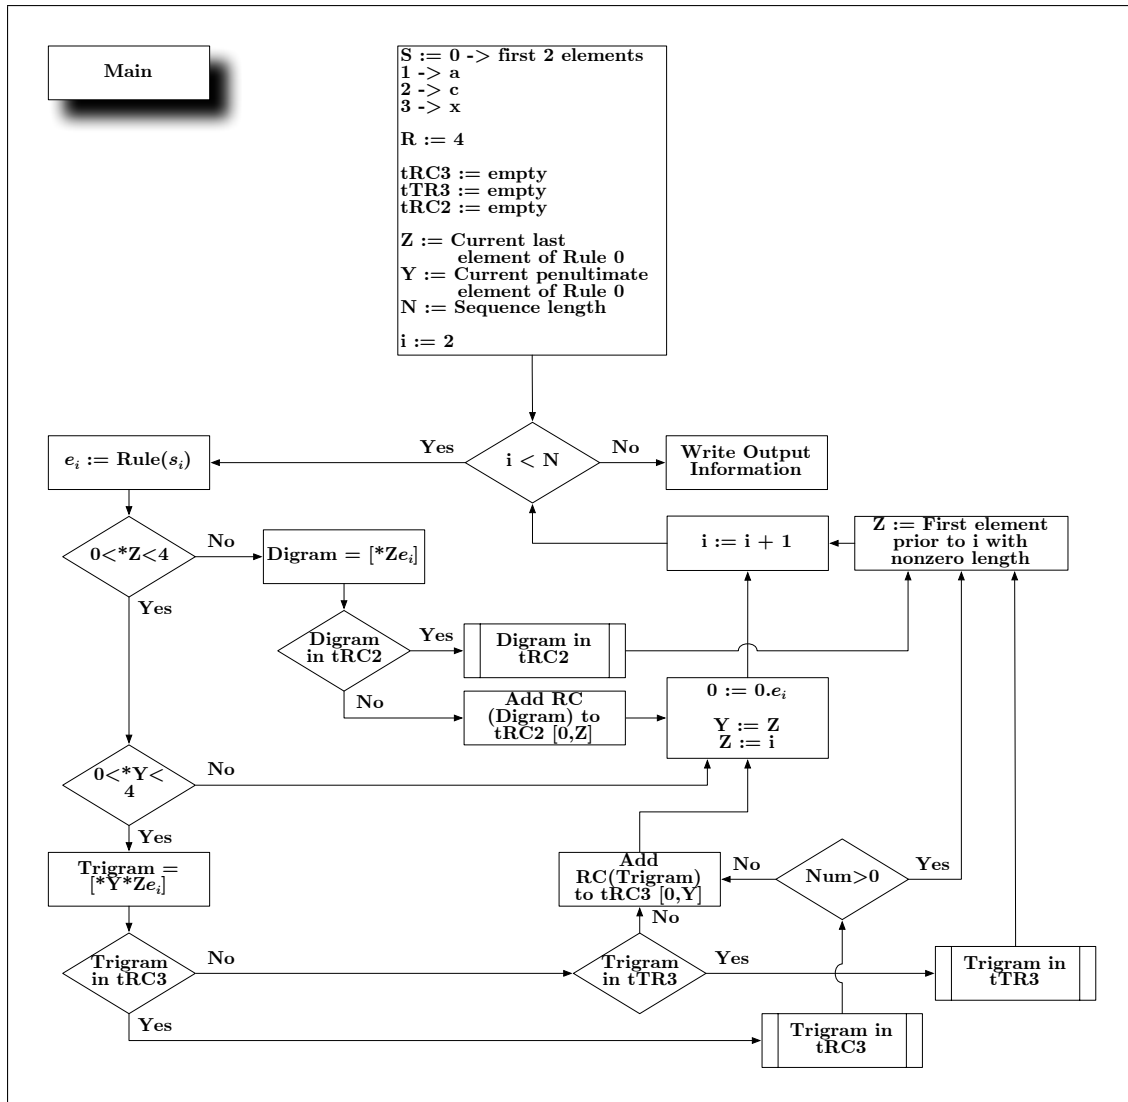 Main
S := 0 -> first 2 elements
1 -> a
2 -> c
3 -> x
R := 4
tRC3 := empty
tTR3 := empty
tRC2 := empty
Z := Current last
element of Rule 0
Y := Current penultimate
element of Rule 0
N := Sequence length
i := 2
i < N
Yes
No
Write Output
Information
e_i := Rule(s_i)
0<*Z<4
No
Yes
Digram = [*Ze_i]
i := i + 1
Z := First element
prior to i with
nonzero length
Digram
in tRC2
Yes
No
Digram in
tRC2
Add RC
(Digram) to
tRC2 [0,Z]
0 := 0.e_i
Y := Z
Z := i
0<*Y<
4
No
Yes
Trigram =
[*Y*Ze_i]
Add
RC(Trigram)
to tRC3 [0,Y]
No
Num>0
Yes
Trigram
in tRC3
No
Yes
Trigram
in tTR3
No
Yes
Trigram in
tTR3
Trigram in
tRC3